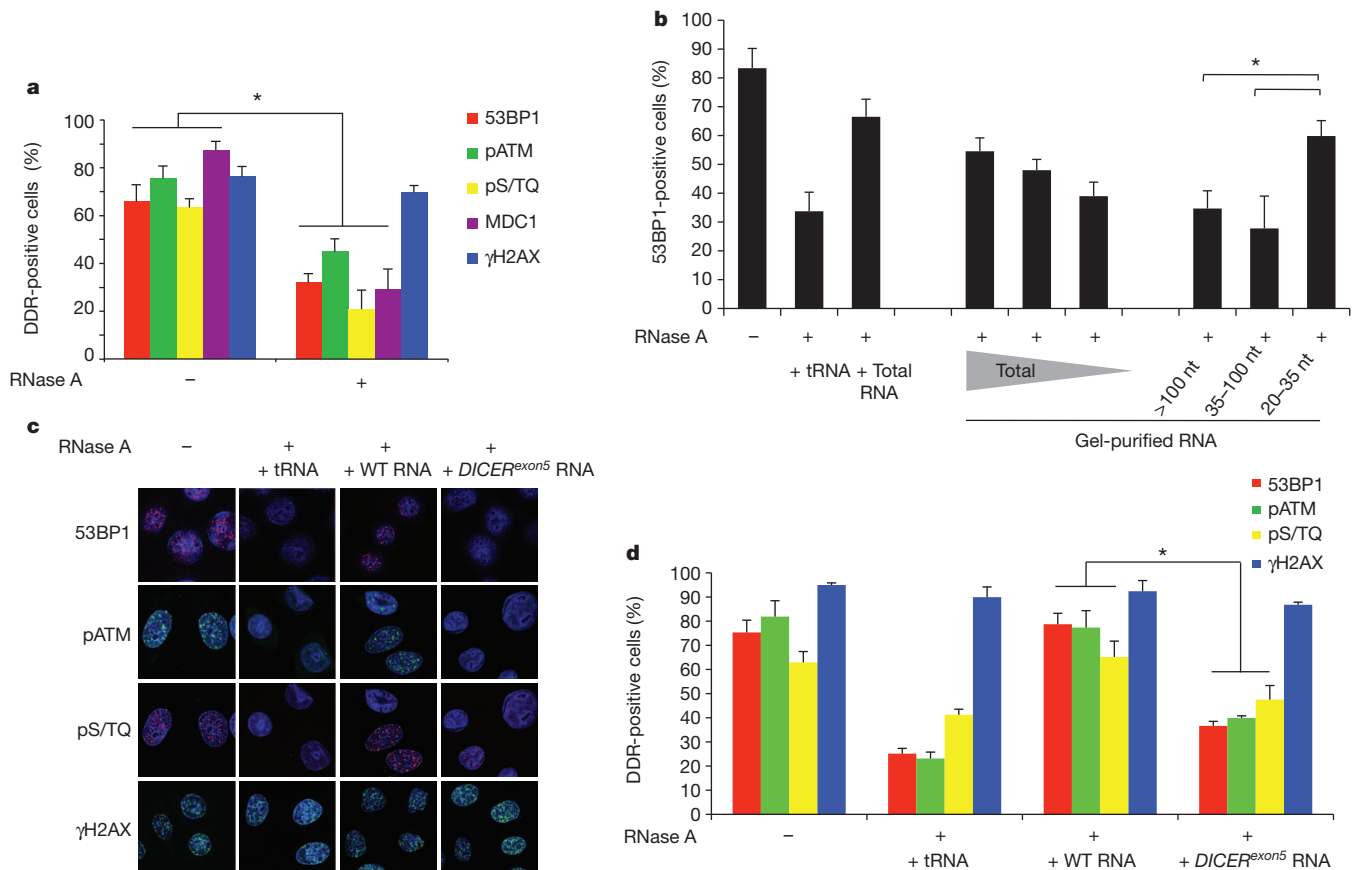 a
DDR-positive cells (%)
100
80
60
40
20
0
RNase A
–
+
*
53BP1
pATM
pS/TQ
MDC1
γH2AX
b
53BP1-positive cells (%)
100
90
80
70
60
50
40
30
20
10
0
*
RNase A
– + + + + + + + +
+ tRNA + Total RNA
Total
>100 nt
35–100 nt
20–35 nt
Gel-purified RNA
c
RNase A
– + + +
+ tRNA + WT RNA + DICERexon5 RNA
53BP1
pATM
pS/TQ
γH2AX
d
53BP1
pATM
pS/TQ
γH2AX
DDR-positive cells (%)
100
90
80
70
60
50
40
30
20
10
0
*
RNase A
– + + +
+ tRNA + WT RNA + DICERexon5 RNA